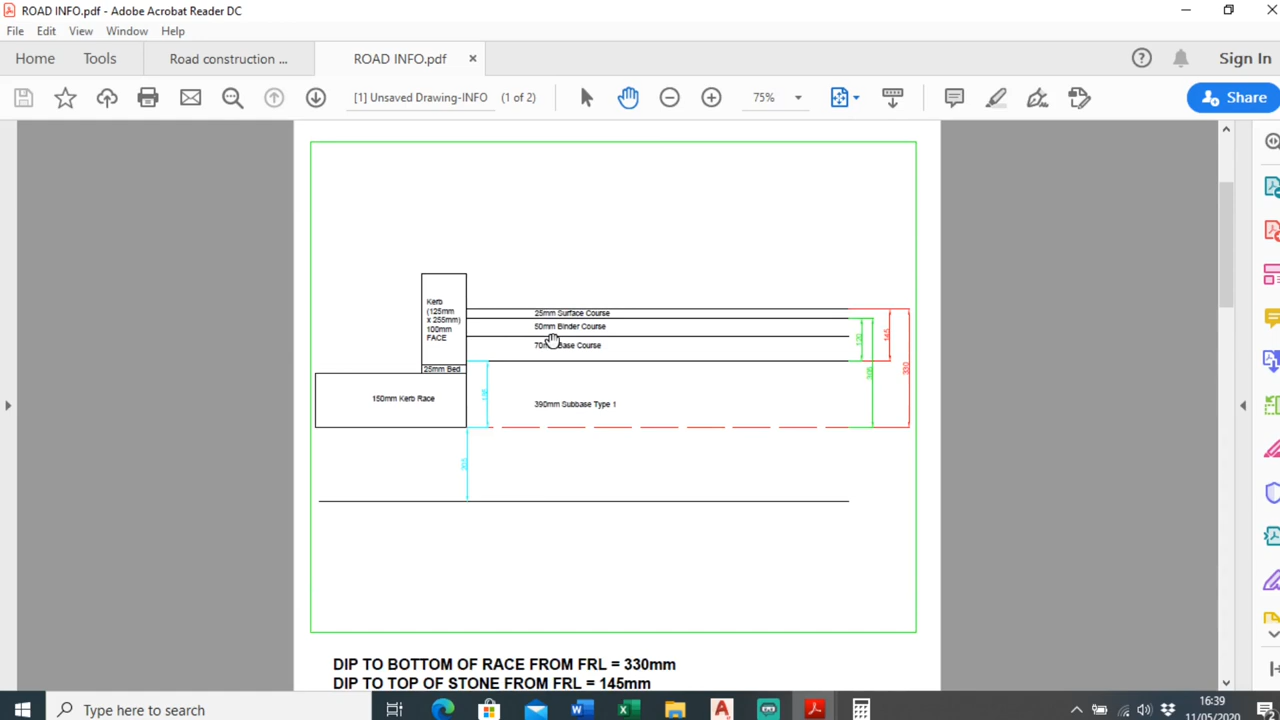 ROAD INFO.pdf - Adobe Acrobat Reader DC
File Edit View Window Help
Home Tools Road construction ... ROAD INFO.pdf ×
Sign In
[1] Unsaved Drawing-INFO (1 of 2) 75% Share
Kerb
(125mm
x 255mm)
100mm
FACE
25mm Surface Course
50mm Binder Course
Base Course
25mm Bed
150mm Kerb Race
390mm Subbase Type 1
120
145
330
DIP TO BOTTOM OF RACE FROM FRL = 330mm
DIP TO TOP OF STONE FROM FRL = 145mm
Type here to search
16:39
11/05/2020